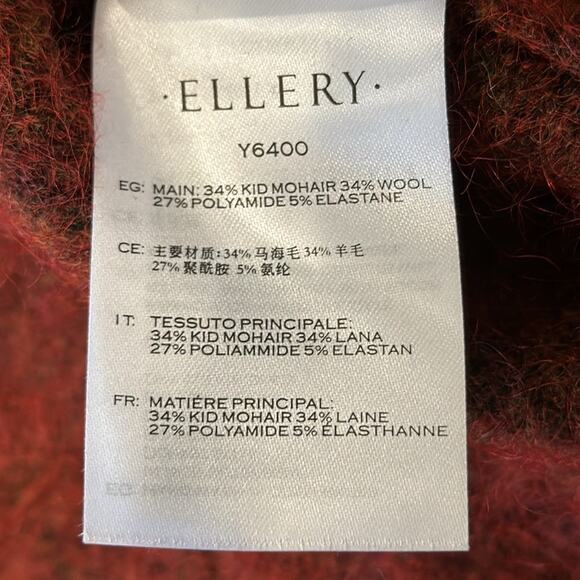 ·ELLERY·
Y6400
EG: MAIN: 34% KID MOHAIR 34% WOOL
27% POLYAMIDE 5% ELASTANE
CE: 主要材质:34% 马海毛 34% 羊毛
27% 聚酰胺 5% 氨纶
IT: TESSUTO PRINCIPALE:
34% KID MOHAIR 34% LANA
27% POLIAMMIDE 5% ELASTAN
FR: MATIÉRE PRINCIPAL:
34% KID MOHAIR 34% LAINE
27% POLYAMIDE 5% ÉLASTHANNE